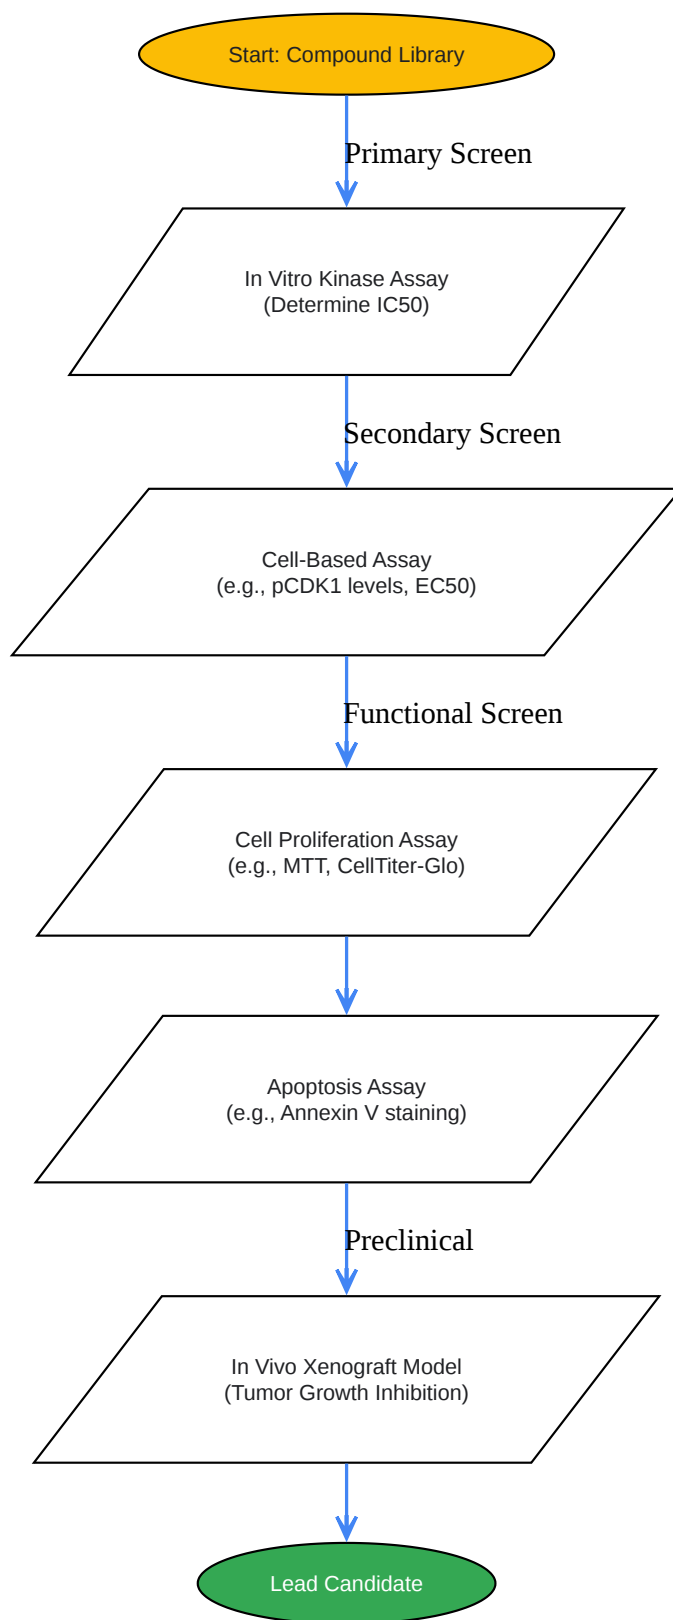 Start: Compound Library
Primary Screen
In Vitro Kinase Assay
(Determine IC50)
Secondary Screen
Cell-Based Assay
(e.g., pCDK1 levels, EC50)
Functional Screen
Cell Proliferation Assay
(e.g., MTT, CellTiter-Glo)
Apoptosis Assay
(e.g., Annexin V staining)
Preclinical
In Vivo Xenograft Model
(Tumor Growth Inhibition)
Lead Candidate